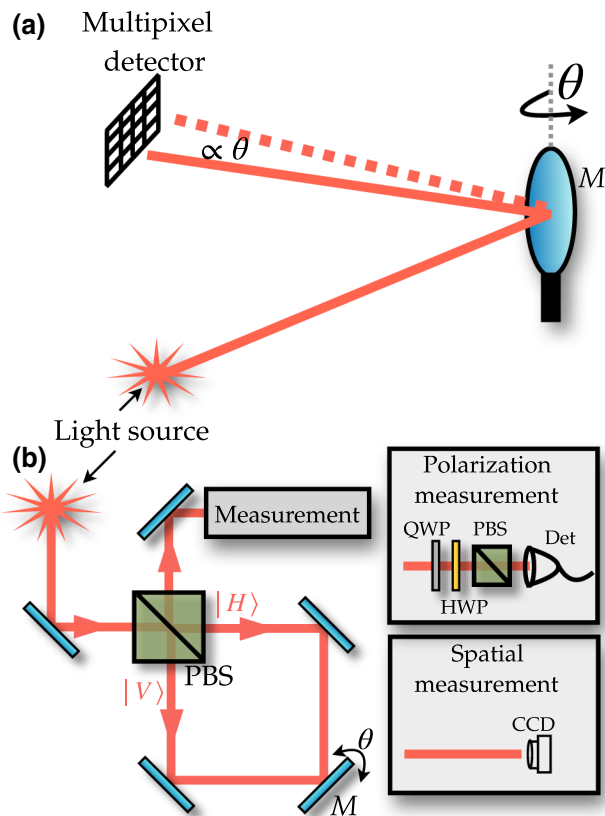 (a)
Multipixel
detector
θ
∝ θ
M
Light source
(b)
Measurement
|H⟩
PBS
|V⟩
θ
M
Polarization
measurement
QWP
PBS
Det
HWP
Spatial
measurement
CCD